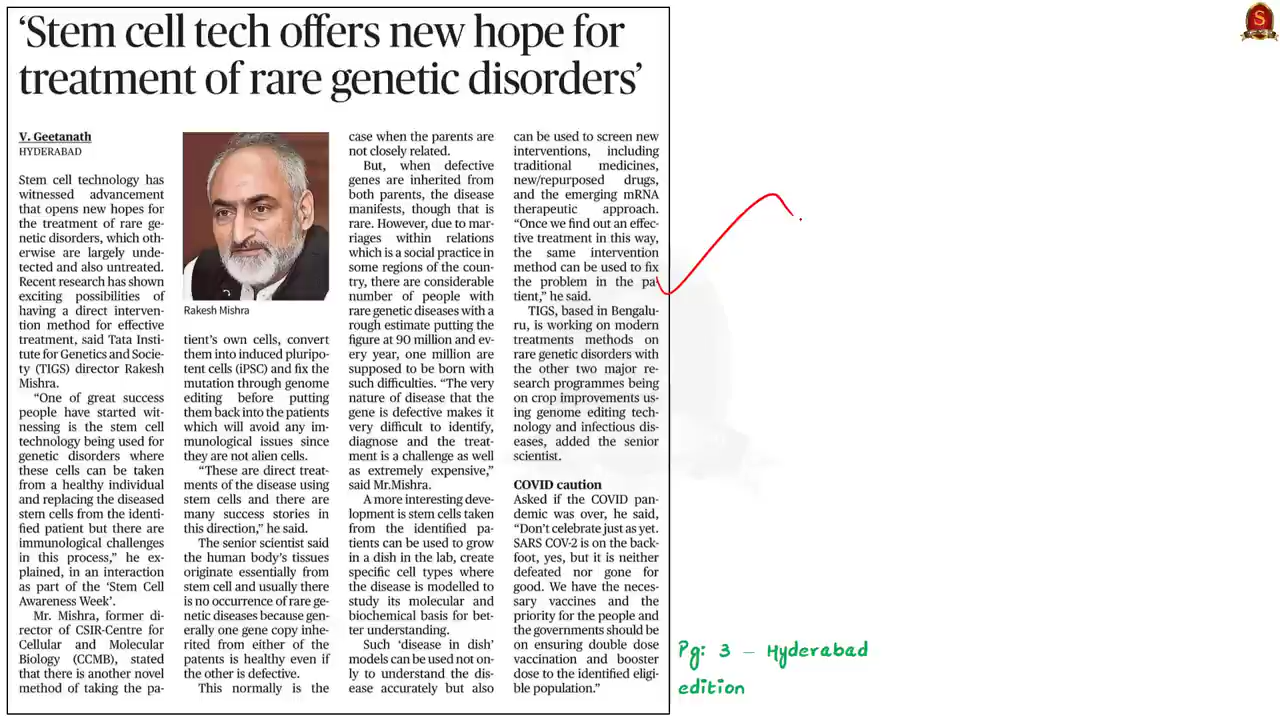 ‘Stem cell tech offers new hope for
treatment of rare genetic disorders’
V. Geetanath
HYDERABAD
Stem cell technology has
witnessed advancement
that opens new hopes for
the treatment of rare ge-
netic disorders, which oth-
erwise are largely unde-
tected and also untreated.
Recent research has shown
exciting possibilities of
having a direct interven-
tion method for effective
treatment, said Tata Insti-
tute for Genetics and Socie-
ty (TIGS) director Rakesh
Mishra.
“One of great success
people have started wit-
nessing is the stem cell
technology being used for
genetic disorders where
these cells can be taken
from a healthy individual
and replacing the diseased
stem cells from the identi-
fied patient but there are
immunological challenges
in this process,” he ex-
plained, in an interaction
as part of the ‘Stem Cell
Awareness Week’.
Mr. Mishra, former di-
rector of CSIR-Centre for
Cellular and Molecular
Biology (CCMB), stated
that there is another novel
method of taking the pa-
Rakesh Mishra
tient’s own cells, convert
them into induced pluripo-
tent cells (iPSC) and fix the
mutation through genome
editing before putting
them back into the patients
which will avoid any im-
munological issues since
they are not alien cells.
“These are direct treat-
ments of the disease using
stem cells and there are
many success stories in
this direction,” he said.
The senior scientist said
the human body’s tissues
originate essentially from
stem cell and usually there
is no occurrence of rare ge-
netic diseases because gen-
erally one gene copy inhe-
rited from either of the
patents is healthy even if
the other is defective.
This normally is the
case when the parents are
not closely related.
But, when defective
genes are inherited from
both parents, the disease
manifests, though that is
rare. However, due to mar-
riages within relations
which is a social practice in
some regions of the coun-
try, there are considerable
number of people with
rare genetic diseases with a
rough estimate putting the
figure at 90 million and ev-
ery year, one million are
supposed to be born with
such difficulties. “The very
nature of disease that the
gene is defective makes it
very difficult to identify,
diagnose and the treat-
ment is a challenge as well
as extremely expensive,”
said Mr.Mishra.
A more interesting deve-
lopment is stem cells taken
from the identified pa-
tients can be used to grow
in a dish in the lab, create
specific cell types where
the disease is modelled to
study its molecular and
biochemical basis for bet-
ter understanding.
Such ‘disease in dish’
models can be used not on-
ly to understand the dis-
ease accurately but also
can be used to screen new
interventions, including
traditional medicines,
new/repurposed drugs,
and the emerging mRNA
therapeutic approach.
“Once we find out an effec-
tive treatment in this way,
the same intervention
method can be used to fix
the problem in the pa-
tient,” he said.
TIGS, based in Bengalu-
ru, is working on modern
treatments methods on
rare genetic disorders with
the other two major re-
search programmes being
on crop improvements us-
ing genome editing tech-
nology and infectious dis-
eases, added the senior
scientist.
COVID caution
Asked if the COVID pan-
demic was over, he said,
“Don’t celebrate just as yet.
SARS COV-2 is on the back-
foot, yes, but it is neither
defeated nor gone for
good. We have the neces-
sary vaccines and the
priority for the people and
the governments should be
on ensuring double dose
vaccination and booster
dose to the identified eligi-
ble population.”
Pg: 3 – Hyderabad
edition